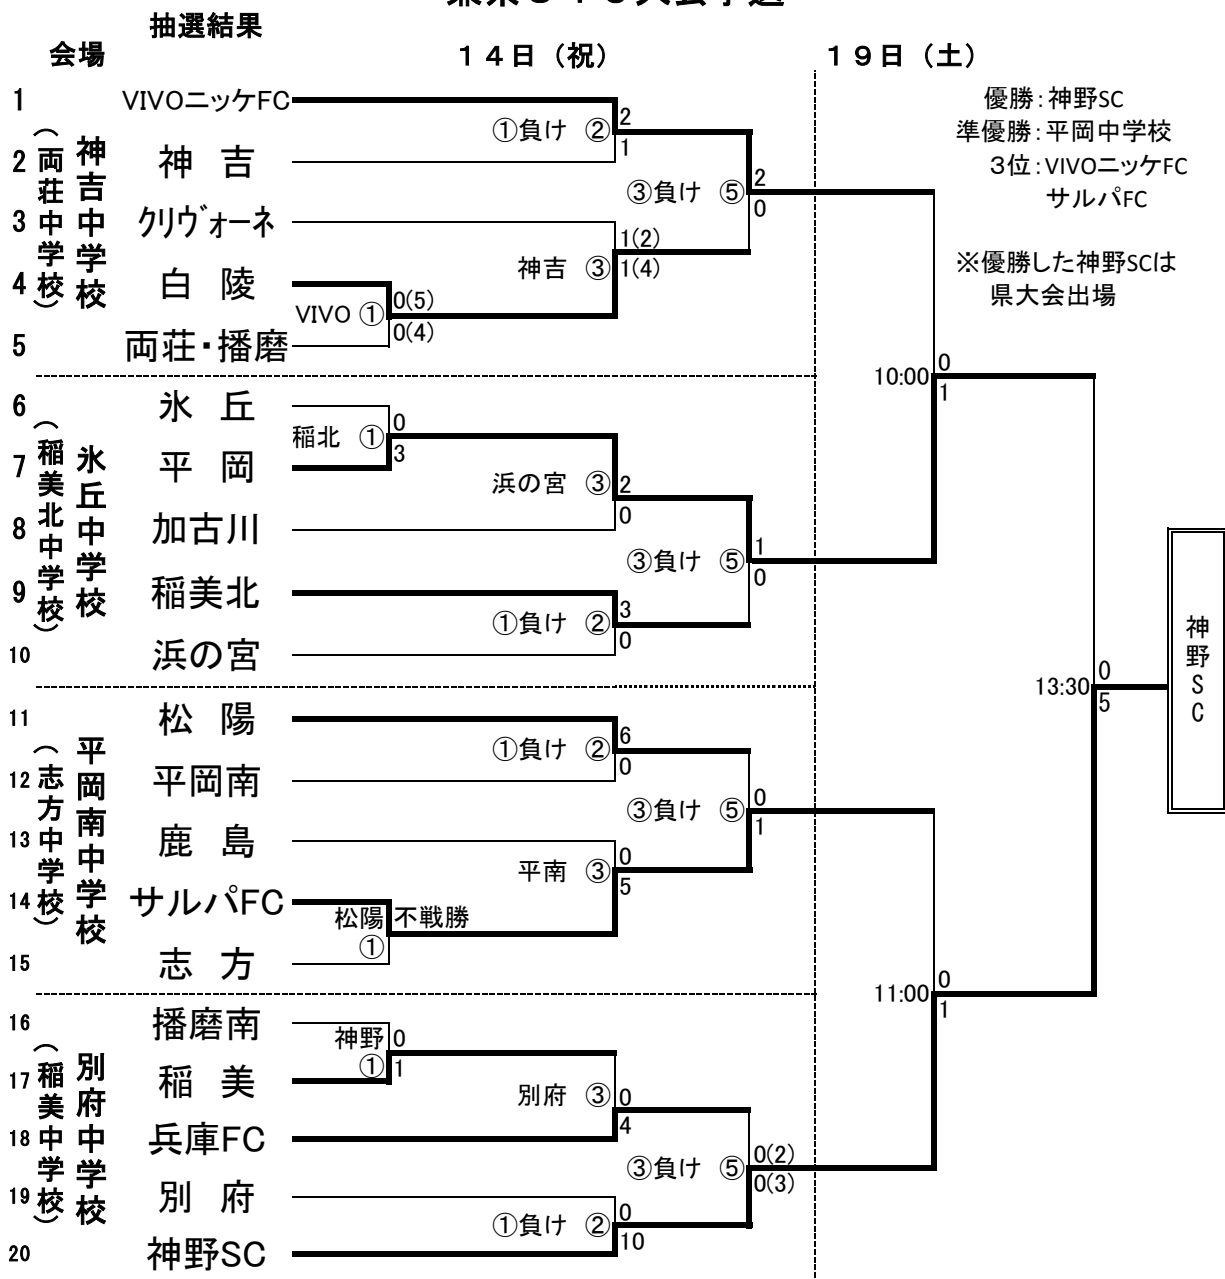 抽選結果
会場
１４日（祝）
１９日（土）
優勝：神野SC
準優勝：平岡中学校
３位：VIVOニッケFC
サルパFC
※優勝した神野SCは
県大会出場
神吉中学校
（両荘中学校）
1 VIVOニッケFC
①負け ② 2
1
2 神 吉
③負け ⑤ 2
0
3 クリヴォーネ
神吉 ③ 1(2)
1(4)
4 白 陵
VIVO ① 0(5)
0(4)
5 両荘・播磨
10:00 0
1
氷丘中学校
（稲美北中学校）
6 氷 丘
稲北 ① 0
3
7 平 岡
浜の宮 ③ 2
0
8 加古川
③負け ⑤ 1
0
9 稲美北
①負け ② 3
0
10 浜の宮
13:30 0
5
神野SC
平岡南中学校
（志方中学校）
11 松 陽
①負け ② 6
0
12 平岡南
③負け ⑤ 0
1
13 鹿 島
平南 ③ 0
5
14 サルパFC
松陽 不戦勝
①
15 志 方
11:00 0
1
別府中学校
（稲美中学校）
16 播磨南
神野 0
① 1
17 稲 美
別府 ③ 0
4
18 兵庫FC
③負け ⑤ 0(2)
0(3)
19 別 府
①負け ② 0
10
20 神野SC